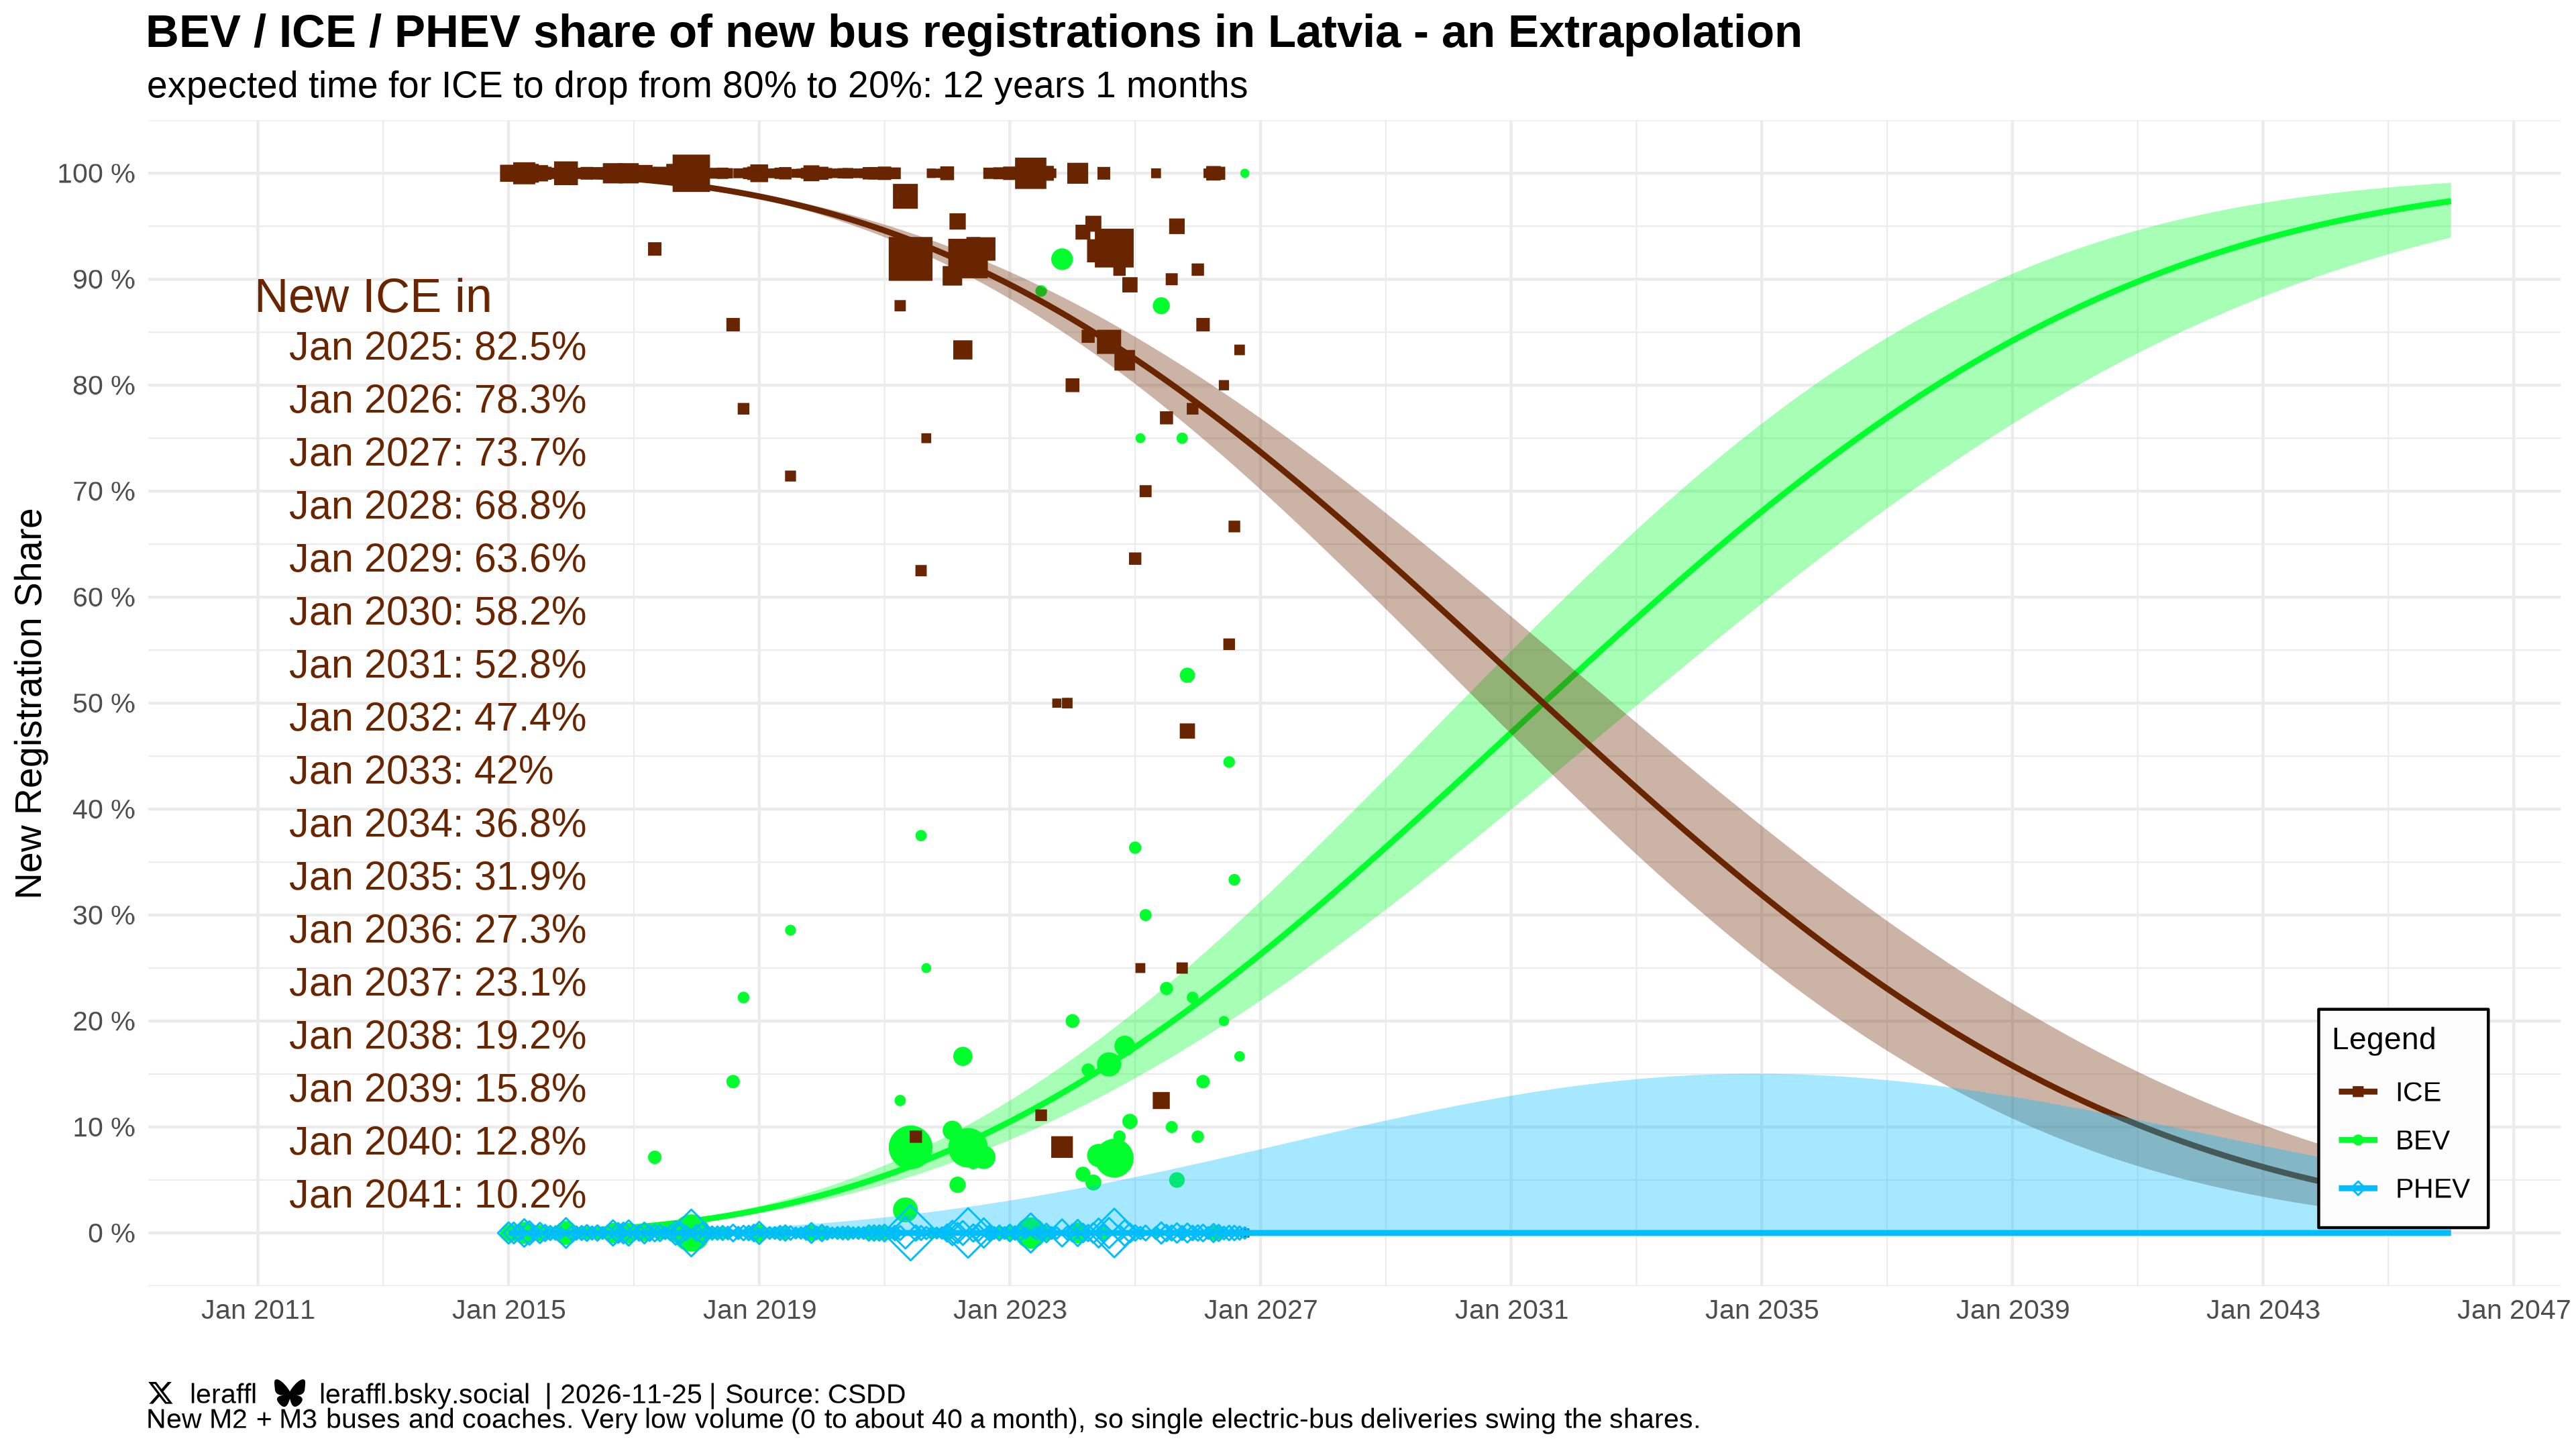 BEV / ICE / PHEV share of new bus registrations in Latvia - an Extrapolation
expected time for ICE to drop from 80% to 20%: 12 years 1 months
New Registration Share
100 %
90 %
80 %
70 %
60 %
50 %
40 %
30 %
20 %
10 %
0 %
New ICE in
Jan 2025: 82.5%
Jan 2026: 78.3%
Jan 2027: 73.7%
Jan 2028: 68.8%
Jan 2029: 63.6%
Jan 2030: 58.2%
Jan 2031: 52.8%
Jan 2032: 47.4%
Jan 2033: 42%
Jan 2034: 36.8%
Jan 2035: 31.9%
Jan 2036: 27.3%
Jan 2037: 23.1%
Jan 2038: 19.2%
Jan 2039: 15.8%
Jan 2040: 12.8%
Jan 2041: 10.2%
Legend
ICE
BEV
PHEV
Jan 2011 Jan 2015 Jan 2019 Jan 2023 Jan 2027 Jan 2031 Jan 2035 Jan 2039 Jan 2043 Jan 2047
leraffl leraffl.bsky.social | 2026-11-25 | Source: CSDD
New M2 + M3 buses and coaches. Very low volume (0 to about 40 a month), so single electric-bus deliveries swing the shares.